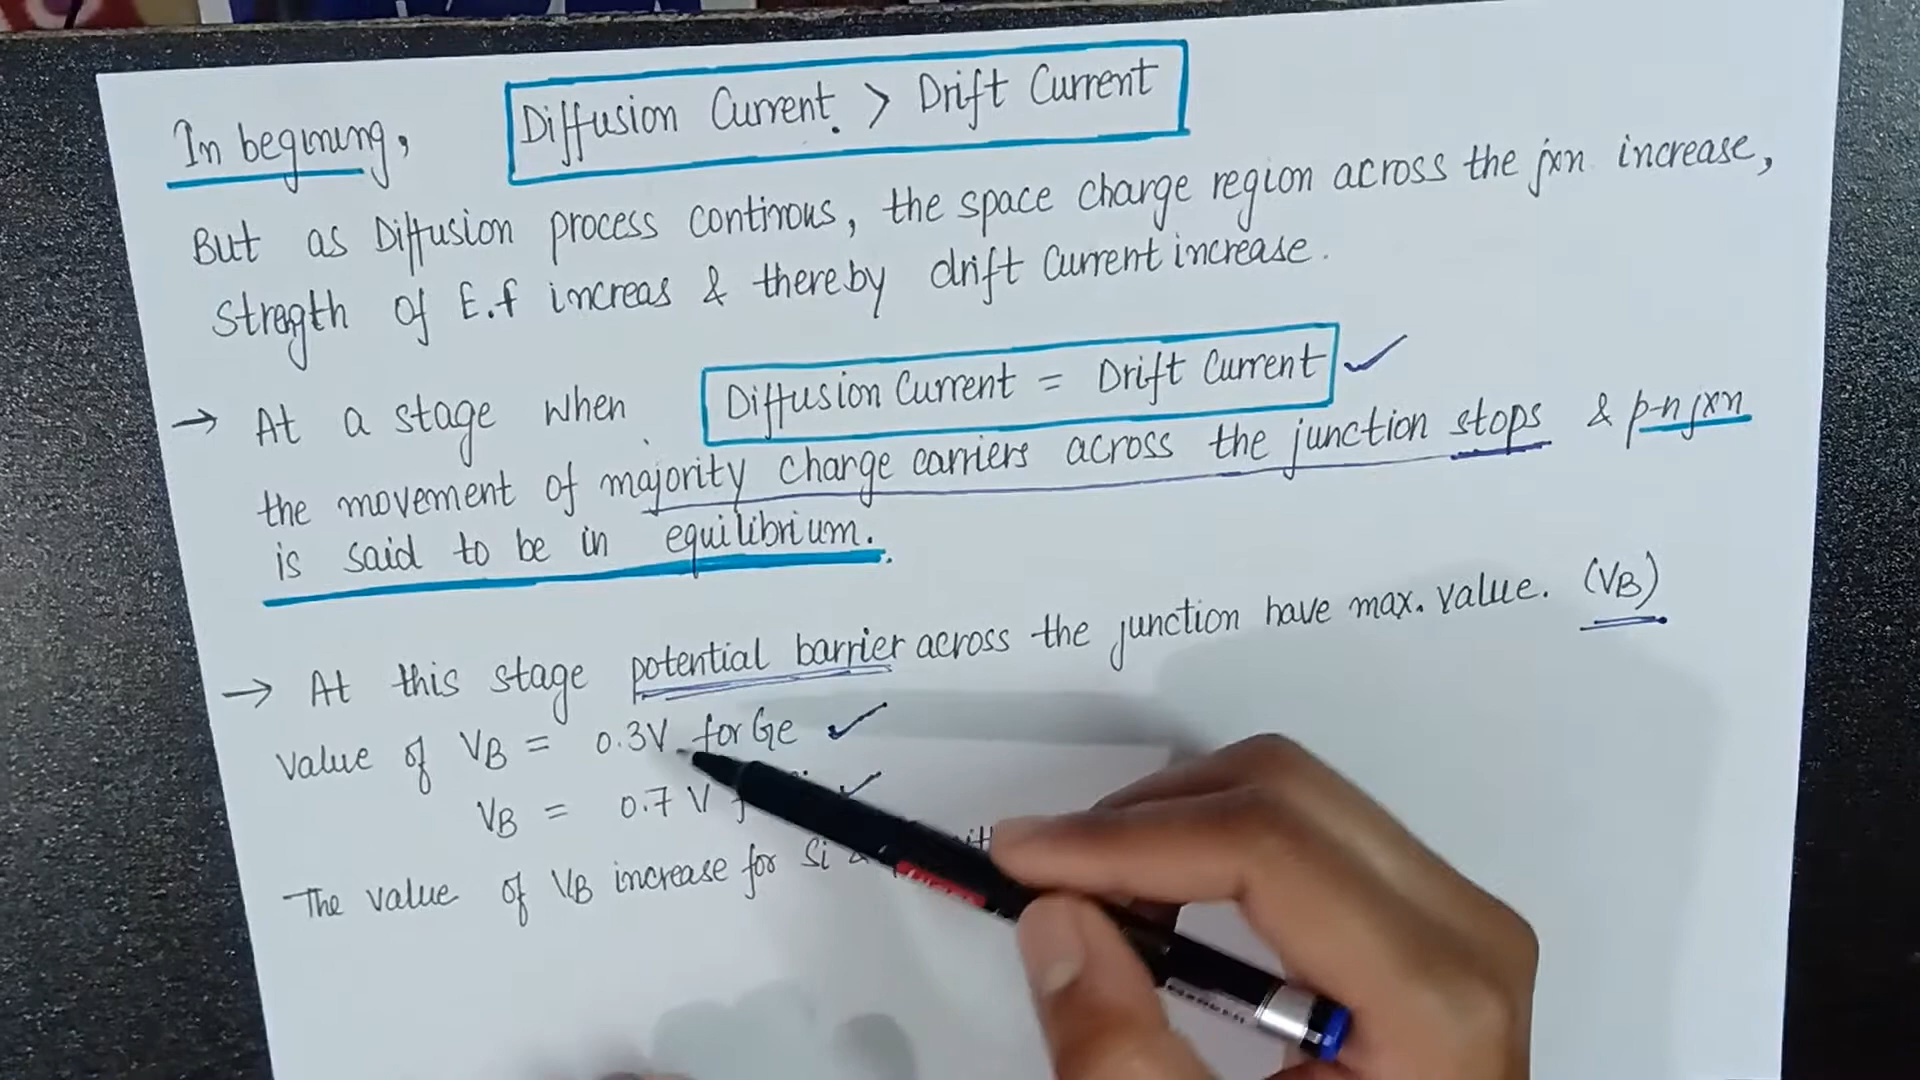 In begining, Diffusion Current > Drift Current
But as Diffusion process continous, the space charge region across the jxn increase,
stregth of E.f increas & thereby drift Current increase.
→ At a stage when Diffusion Current = Drift Current ✓
the movement of majority charge carriers across the junction stops & p-n jxn
is said to be in equilibrium.
→ At this stage potential barrier across the junction have max. value. (VB)
Value of VB = 0.3V for Ge ✓
VB = 0.7 V ✓
The value of VB increase for Si